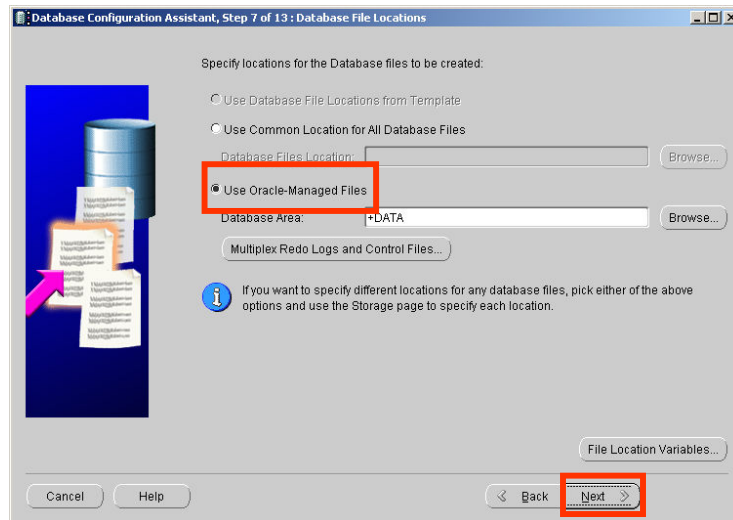 Database Configuration Assistant, Step 7 of 13 : Database File Locations
Specify locations for the Database files to be created:
Use Database File Locations from Template
Use Common Location for All Database Files
Database Files Location:
Browse...
Use Oracle-Managed Files
Database Area:
+DATA
Browse...
Multiplex Redo Logs and Control Files...
If you want to specify different locations for any database files, pick either of the above
options and use the Storage page to specify each location.
File Location Variables...
Cancel
Help
Back
Next